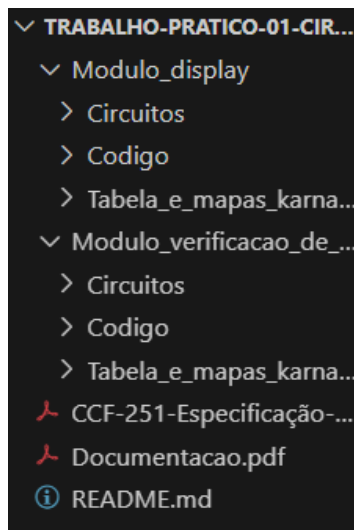 TRABALHO-PRATICO-01-CIR...
Modulo_display
Circuitos
Codigo
Tabela_e_mapas_karna...
Modulo_verificacao_de_...
Circuitos
Codigo
Tabela_e_mapas_karna...
CCF-251-Especificação-...
Documentacao.pdf
README.md